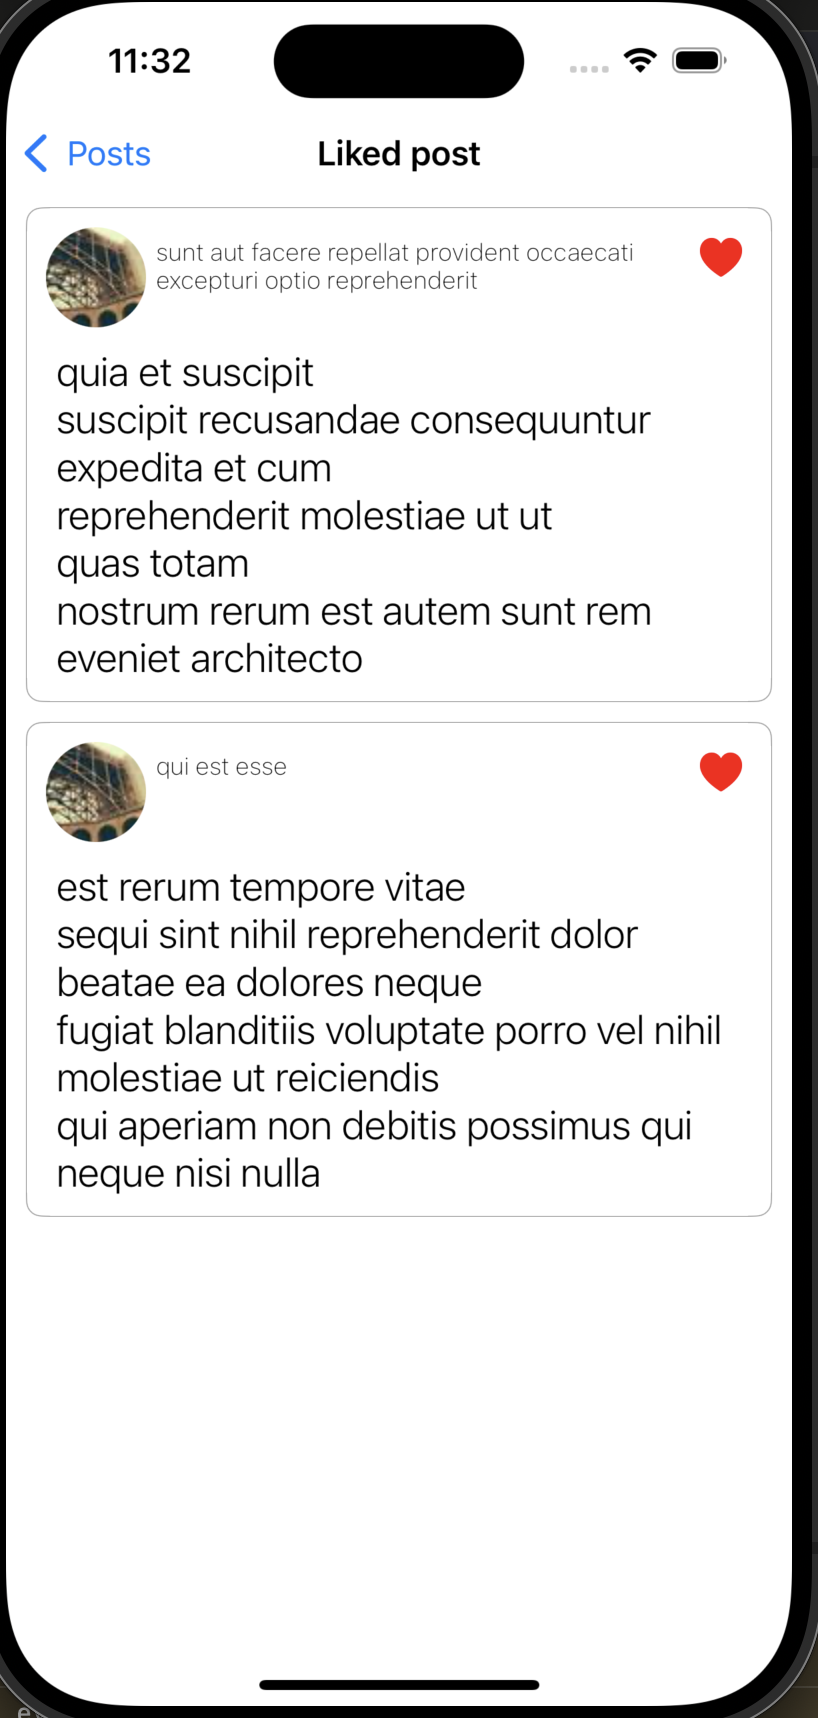 11:32
Posts
Liked post
sunt aut facere repellat provident occaecati
excepturi optio reprehenderit
quia et suscipit
suscipit recusandae consequuntur
expedita et cum
reprehenderit molestiae ut ut
quas totam
nostrum rerum est autem sunt rem
eveniet architecto
qui est esse
est rerum tempore vitae
sequi sint nihil reprehenderit dolor
beatae ea dolores neque
fugiat blanditiis voluptate porro vel nihil
molestiae ut reiciendis
qui aperiam non debitis possimus qui
neque nisi nulla